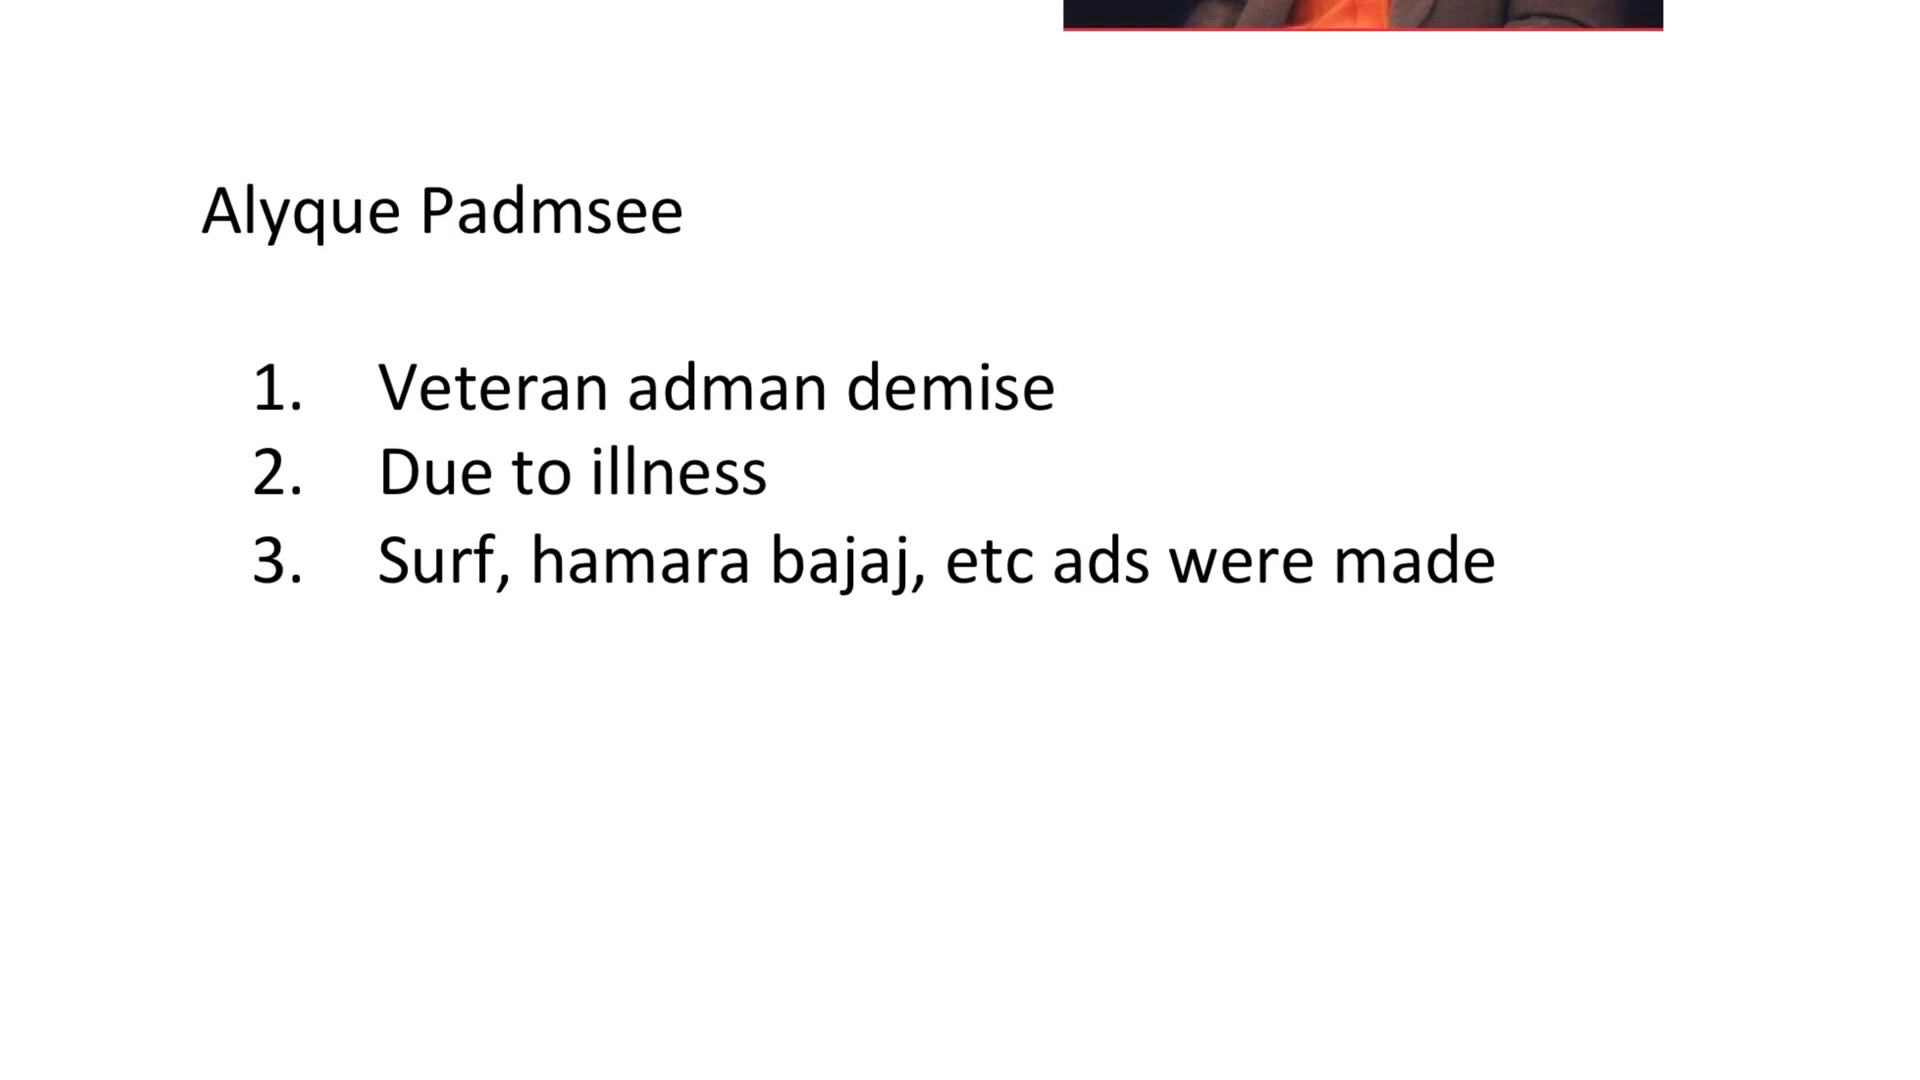 Alyque Padmsee
1. Veteran adman demise
2. Due to illness
3. Surf, hamara bajaj, etc ads were made